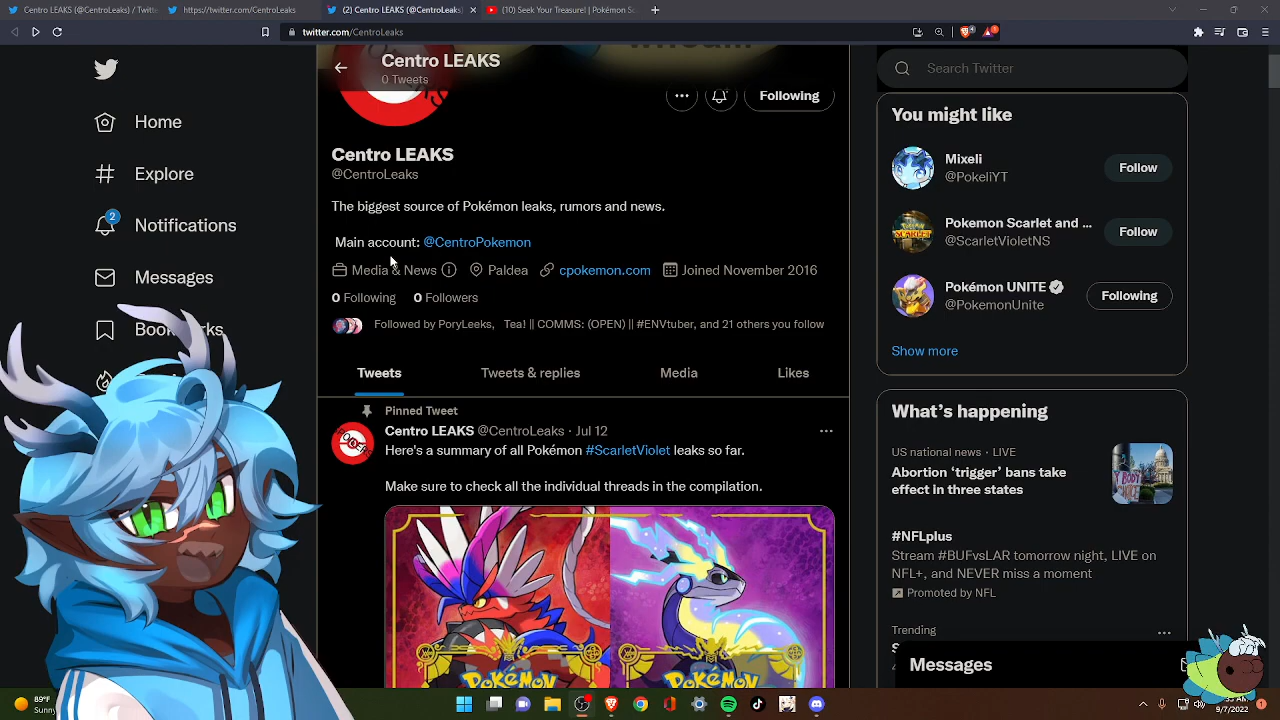 Centro LEAKS (@CentroLeaks) / Twitte
https://twitter.com/CentroLeaks
(2) Centro LEAKS (@CentroLeaks)
(10) Seek Your Treasure! | Pokémon Sc
twitter.com/CentroLeaks
Centro LEAKS
0 Tweets
Following
Centro LEAKS
@CentroLeaks
The biggest source of Pokémon leaks, rumors and news.
Main account: @CentroPokemon
Media & News
Paldea
cpokemon.com
Joined November 2016
0 Following
0 Followers
Followed by PoryLeeks, Tea! || COMMS: (OPEN) || #ENVtuber, and 21 others you follow
Tweets
Tweets & replies
Media
Likes
Pinned Tweet
Centro LEAKS @CentroLeaks · Jul 12
Here's a summary of all Pokémon #ScarletViolet leaks so far.
Make sure to check all the individual threads in the compilation.
POKÉMON
POKÉMON
Home
Explore
2
Notifications
Messages
Search Twitter
You might like
Mixeli
@PokeliYT
Follow
Pokemon Scarlet and ...
@ScarletVioletNS
Follow
Pokémon UNITE
@PokemonUnite
Following
Show more
What's happening
US national news · LIVE
Abortion 'trigger' bans take
effect in three states
#NFLplus
Stream #BUFvsLAR tomorrow night, LIVE on
NFL+, and NEVER miss a moment
Promoted by NFL
Trending
Messages
89°F
Sunny
9/7/2022